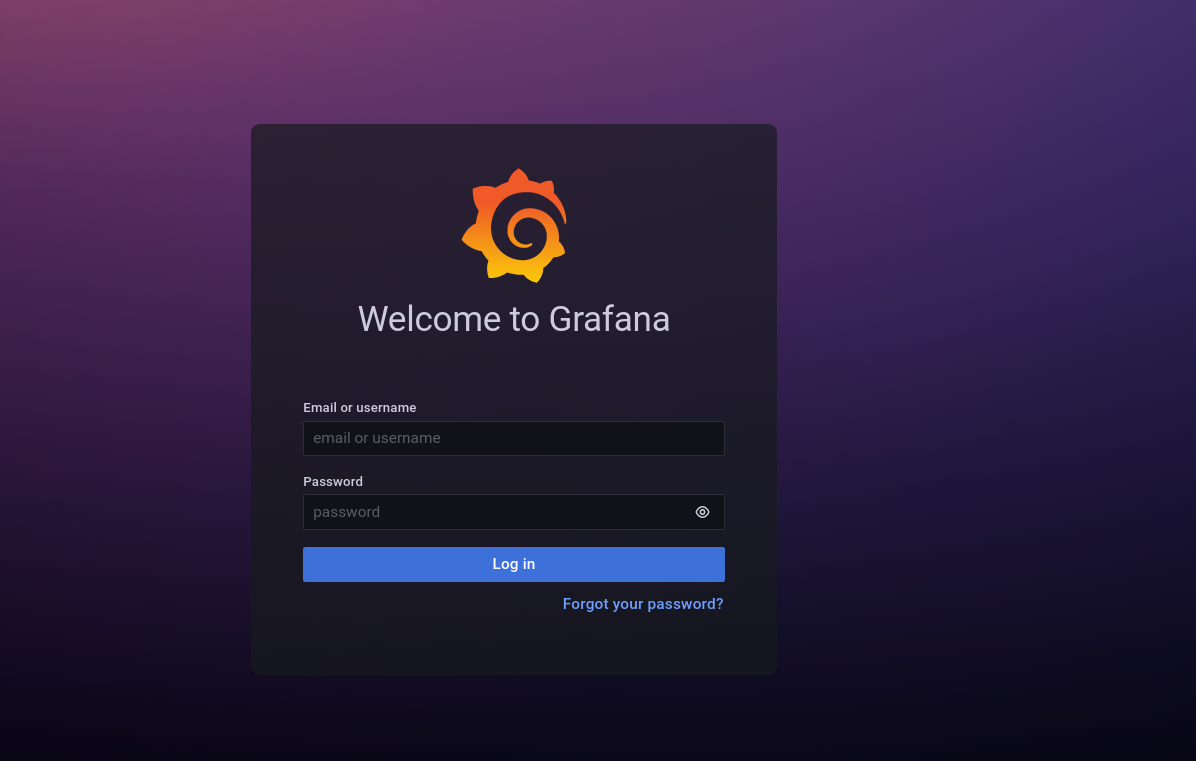 Welcome to Grafana
Email or username
email or username
Password
password
Log in
Forgot your password?